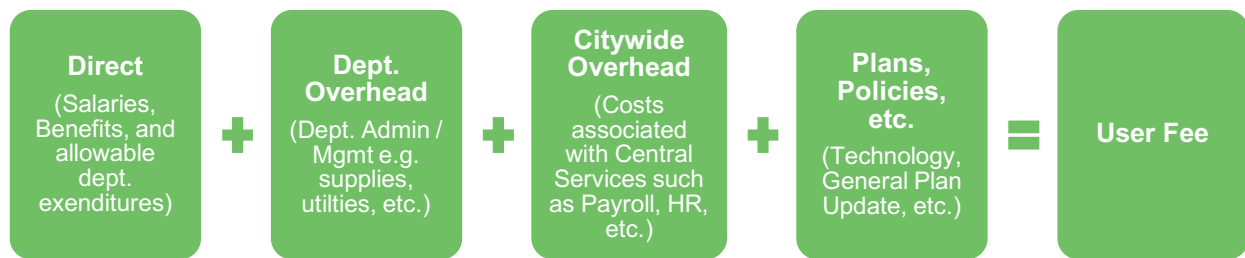 Direct
(Salaries,
Benefits, and
allowable
dept.
exenditures)
Dept.
Overhead
(Dept. Admin /
Mgmt e.g.
supplies,
utilties, etc.)
Citywide
Overhead
(Costs
associated
with Central
Services such
as Payroll, HR,
etc.)
Plans,
Policies,
etc.
(Technology,
General Plan
Update, etc.)
User Fee